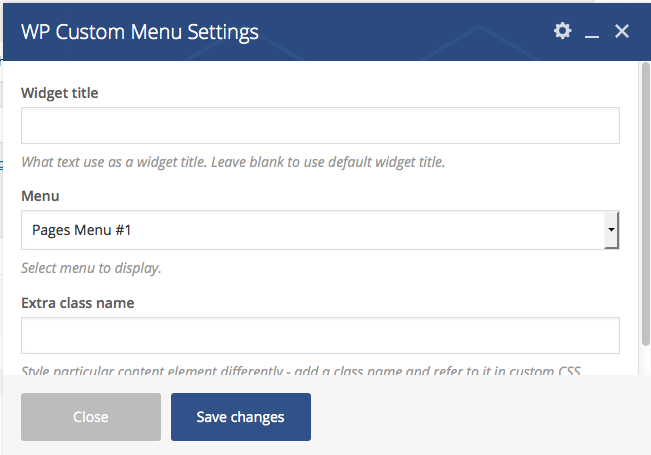 WP Custom Menu Settings
Widget title
What text use as a widget title. Leave blank to use default widget title.
Menu
Pages Menu #1
Select menu to display.
Extra class name
Style particular content element differently - add a class name and refer to it in custom CSS
Close
Save changes